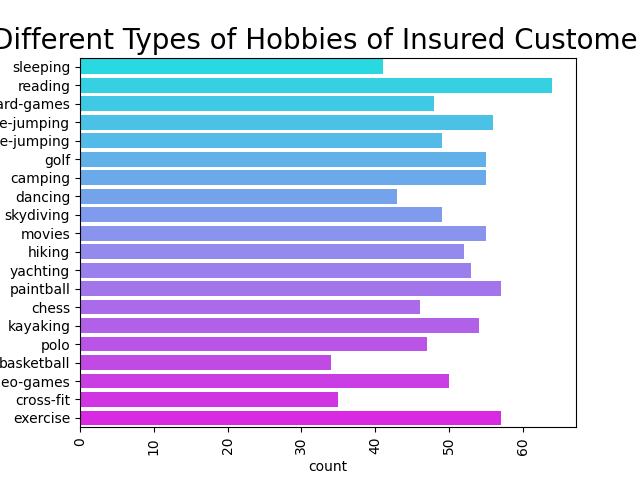 Different Types of Hobbies of Insured Custome
sleeping
reading
ard-games
e-jumping
e-jumping
golf
camping
dancing
skydiving
movies
hiking
yachting
paintball
chess
kayaking
polo
basketball
eo-games
cross-fit
exercise
0 10 20 30 40 50 60
count